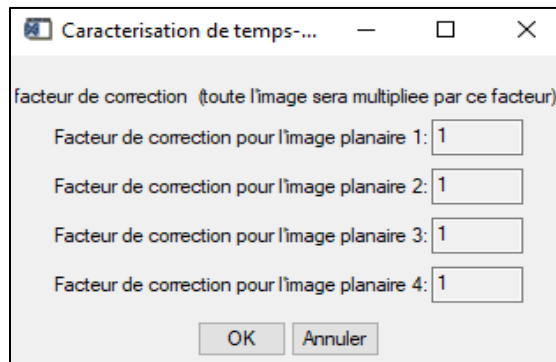 Caracterisation de temps-...
facteur de correction (toute l'image sera multipliee par ce facteur)
Facteur de correction pour l'image planaire 1: 1
Facteur de correction pour l'image planaire 2: 1
Facteur de correction pour l'image planaire 3: 1
Facteur de correction pour l'image planaire 4: 1
OK Annuler